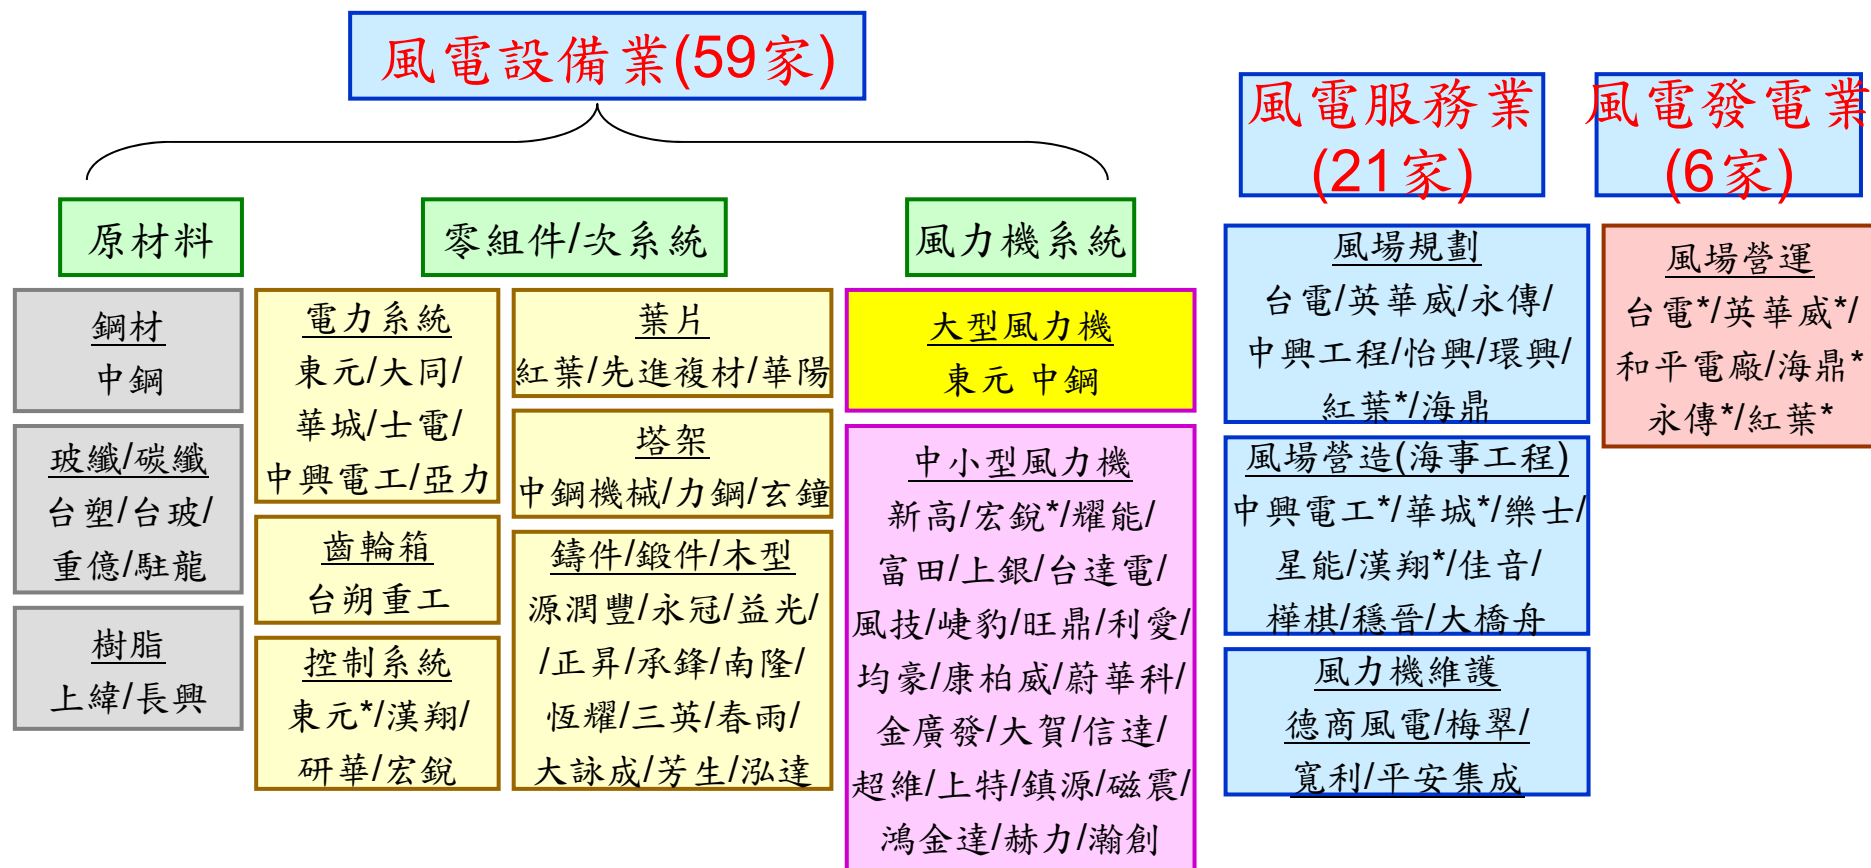 風電設備業(59家)
原材料
鋼材
中鋼
玻纖/碳纖
台塑/台玻/
重億/駐龍
樹脂
上緯/長興
零組件/次系統
電力系統
東元/大同/
華城/士電/
中興電工/亞力
齒輪箱
台朔重工
控制系統
東元*/漢翔/
研華/宏銳
葉片
紅葉/先進複材/華陽
塔架
中鋼機械/力鋼/玄鐘
鑄件/鍛件/木型
源潤豐/永冠/益光/
/正昇/承鋒/南隆/
恆耀/三英/春雨/
大詠成/芳生/泓達
風力機系統
大型風力機
東元 中鋼
中小型風力機
新高/宏銳*/耀能/
富田/上銀/台達電/
風技/崨豹/旺鼎/利愛/
均豪/康柏威/蔚華科/
金廣發/大賀/信達/
超維/上特/鎮源/磁震/
鴻金達/赫力/瀚創
風電服務業
(21家)
風場規劃
台電/英華威/永傳/
中興工程/怡興/環興/
紅葉*/海鼎
風場營造(海事工程)
中興電工*/華城*/樂士/
星能/漢翔*/佳音/
樺棋/穩晉/大橋舟
風力機維護
德商風電/梅翠/
寬利/平安集成
風電發電業
(6家)
風場營運
台電*/英華威*/
和平電廠/海鼎*
永傳*/紅葉*